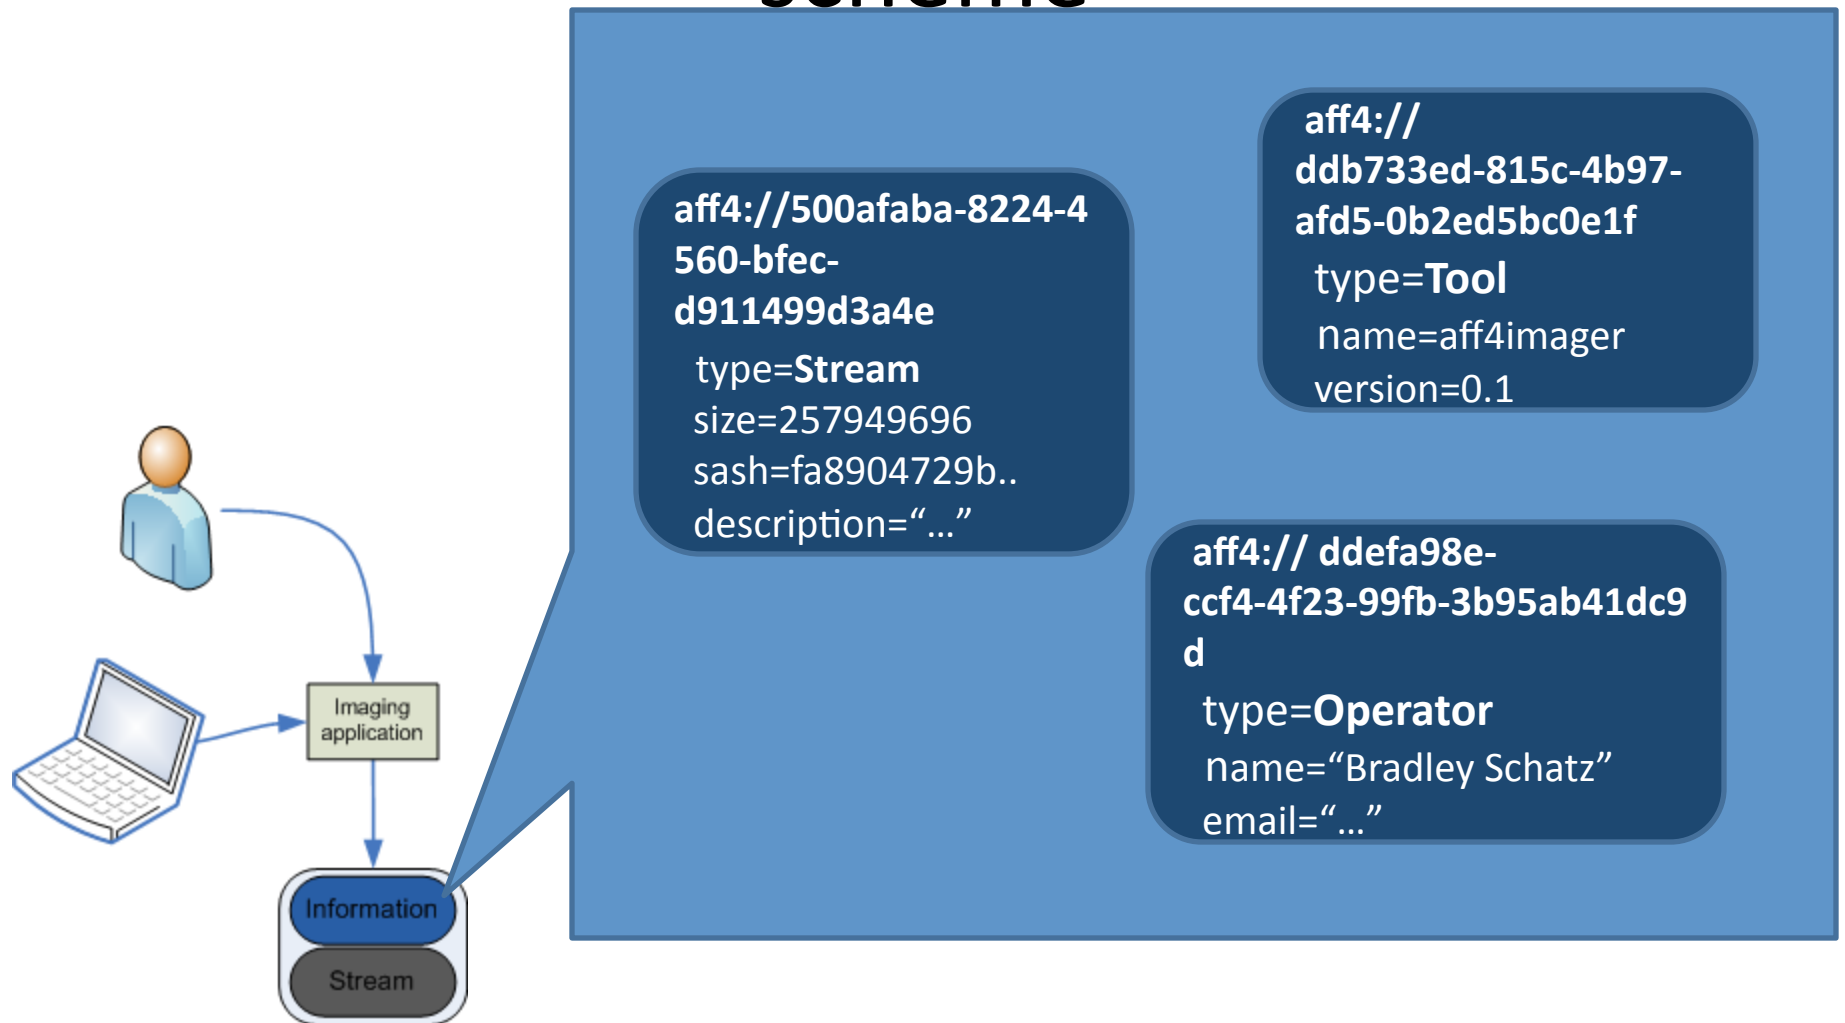 scheme
aff4://500afaba-8224-4
560-bfec-
d911499d3a4e
type=Stream
size=257949696
sash=fa8904729b..
description=“…”
aff4://
ddb733ed-815c-4b97-
afd5-0b2ed5bc0e1f
type=Tool
name=aff4imager
version=0.1
aff4:// ddefa98e-
ccf4-4f23-99fb-3b95ab41dc9
d
type=Operator
name=“Bradley Schatz”
email=“…”
Imaging
application
Information
Stream